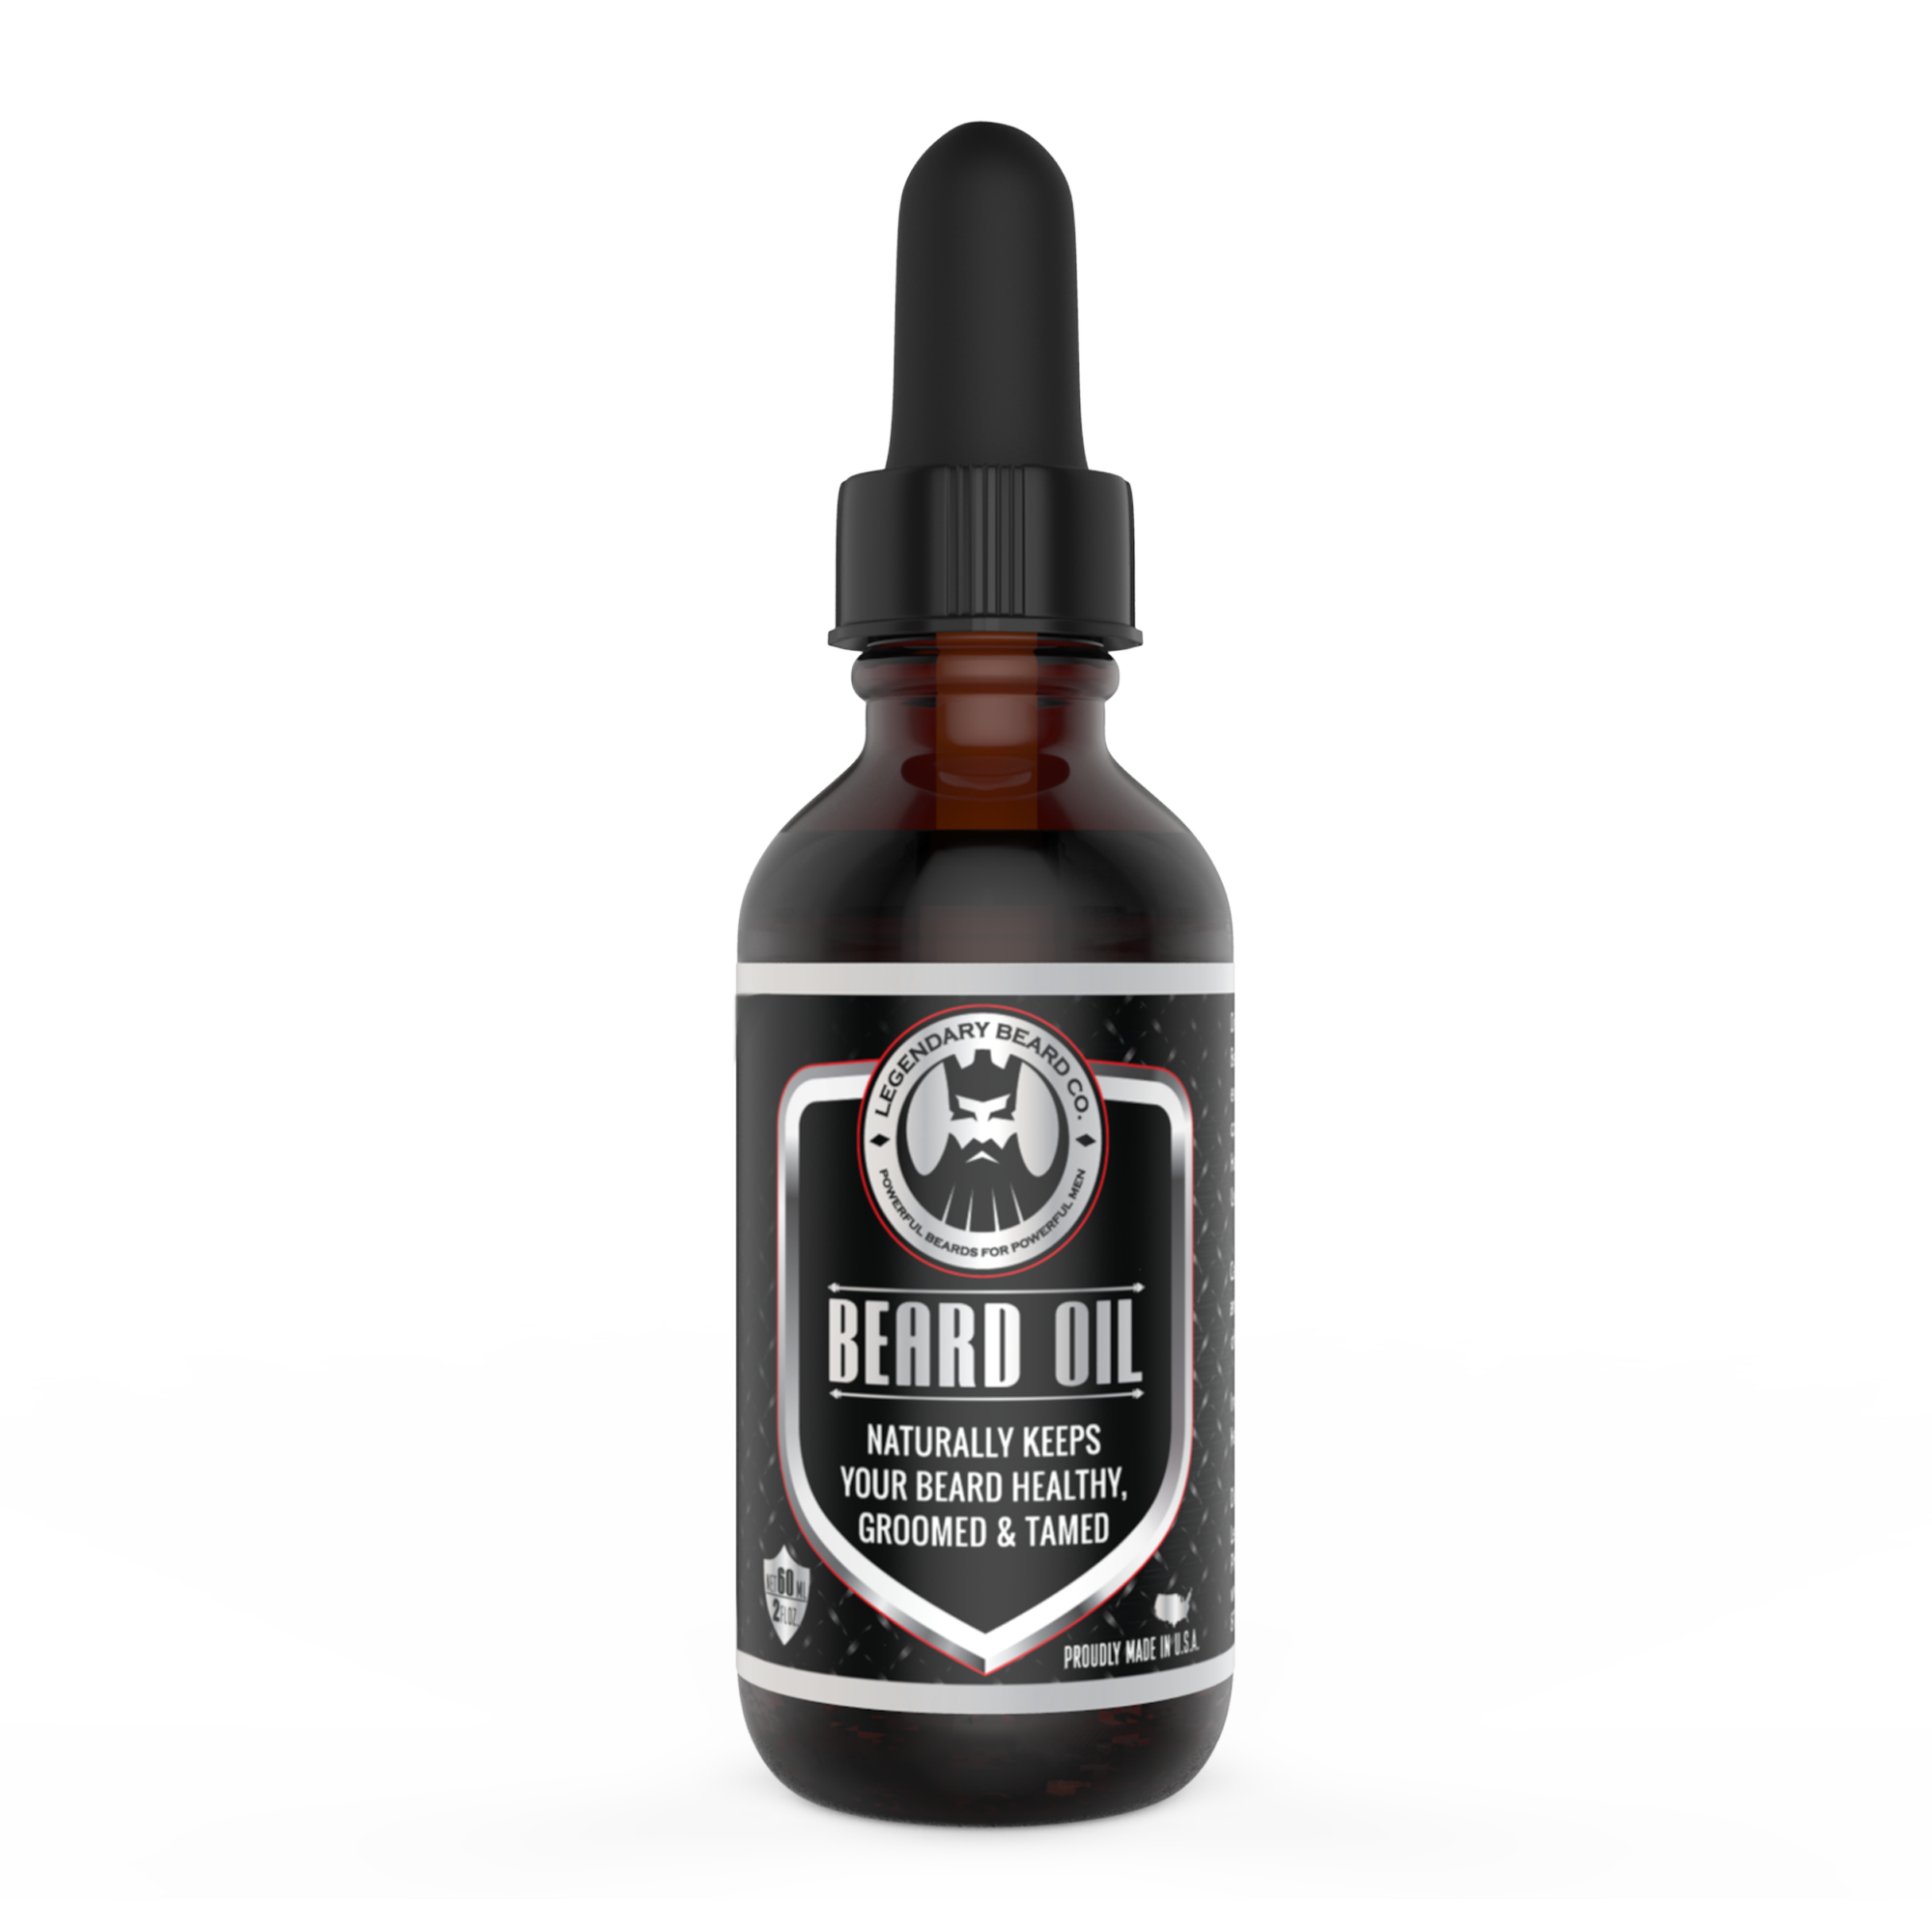 LEGENDARY BEARD CO.
POWERFUL BEARDS FOR POWERFUL MEN
BEARD OIL
NATURALLY KEEPS
YOUR BEARD HEALTHY,
GROOMED & TAMED
NET 60 ML
2 FL OZ
PROUDLY MADE IN U.S.A.